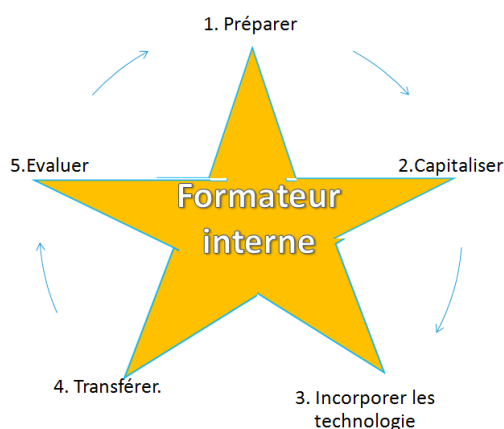 1. Préparer
5.Evaluer
2.Capitaliser
Formateur
interne
4. Transférer.
3. Incorporer les
technologie